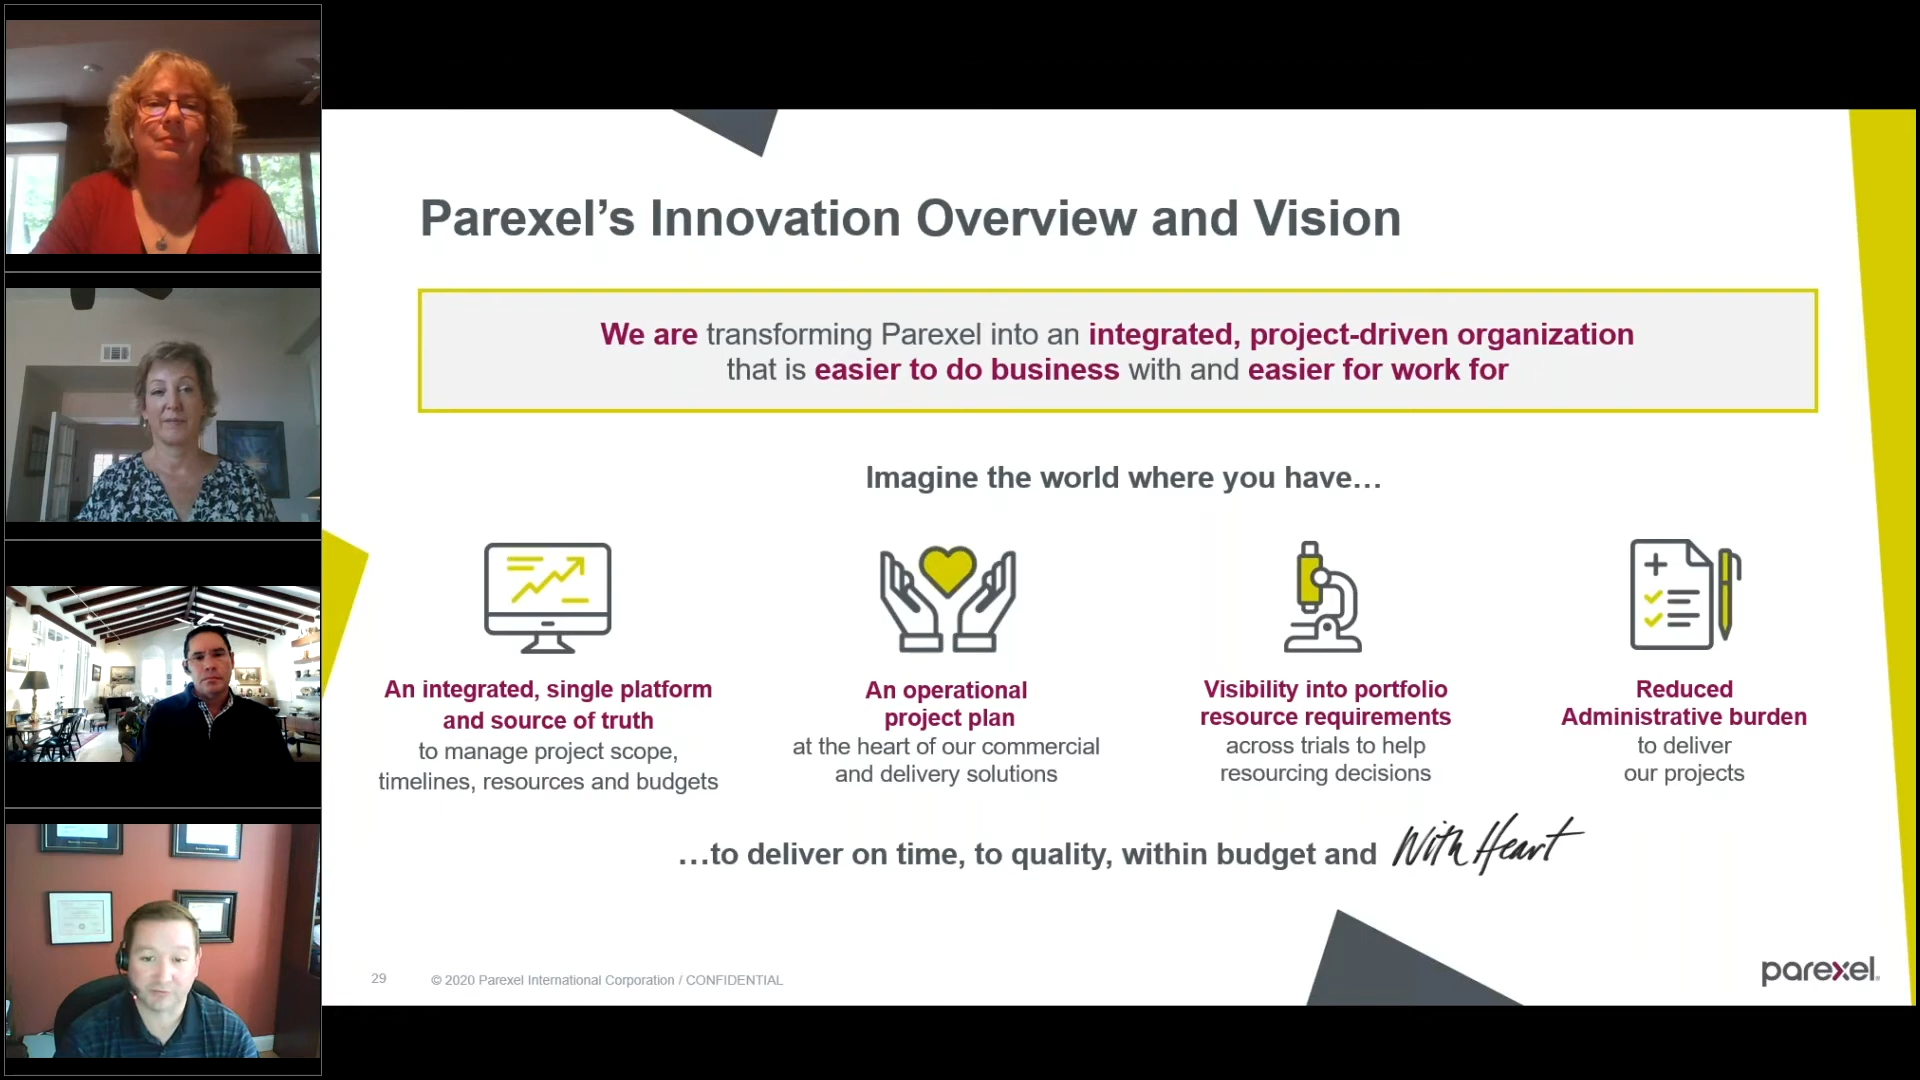 Parexel’s Innovation Overview and Vision
We are transforming Parexel into an integrated, project-driven organization
that is easier to do business with and easier for work for
Imagine the world where you have…
An integrated, single platform
and source of truth
to manage project scope,
timelines, resources and budgets
An operational
project plan
at the heart of our commercial
and delivery solutions
Visibility into portfolio
resource requirements
across trials to help
resourcing decisions
Reduced
Administrative burden
to deliver
our projects
…to deliver on time, to quality, within budget and With Heart
29
© 2020 Parexel International Corporation / CONFIDENTIAL
parexel.